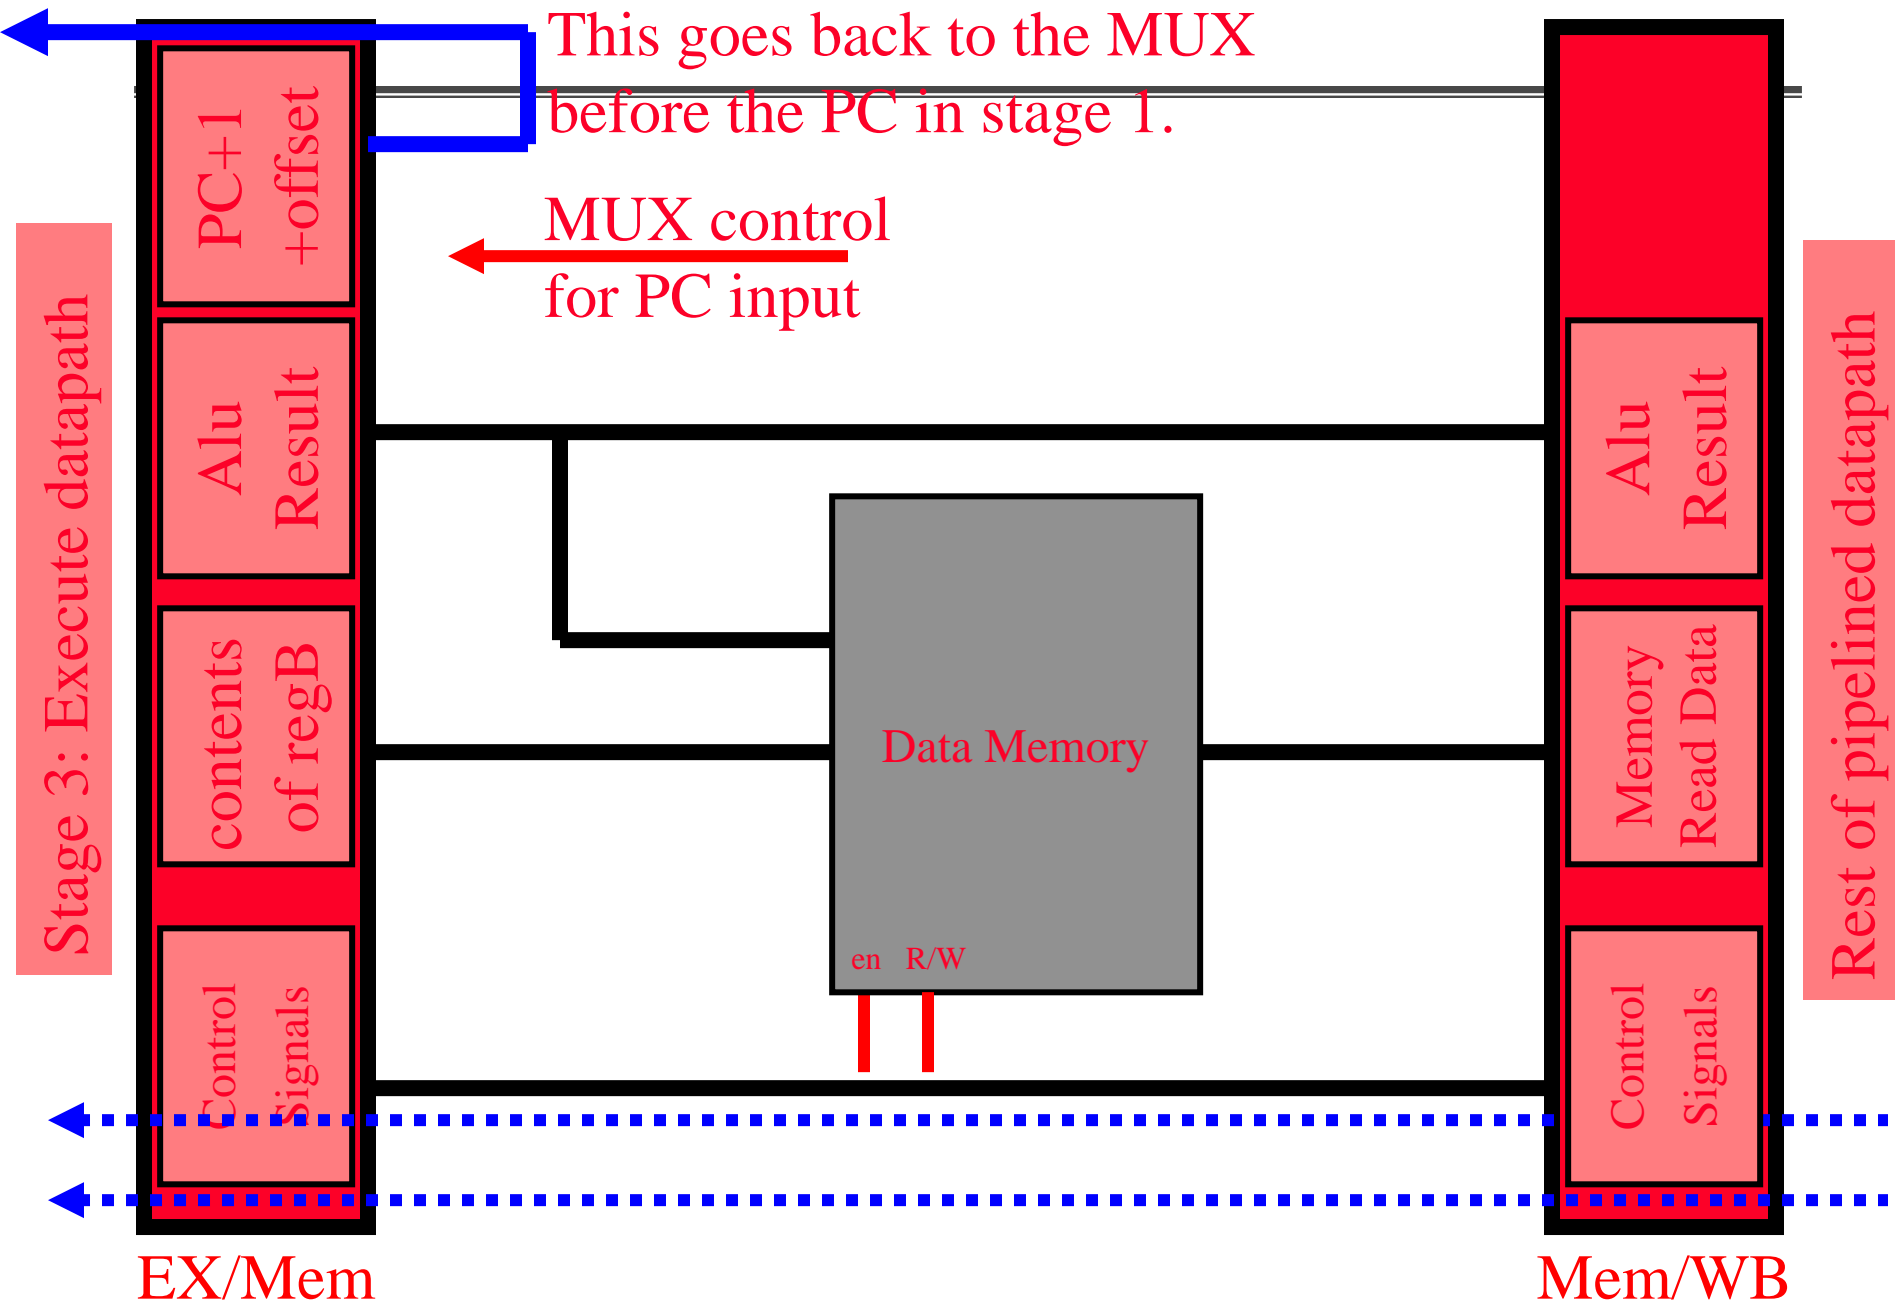 This goes back to the MUX
before the PC in stage 1.
MUX control
for PC input
Stage 3: Execute datapath
PC+1
+offset
Alu
Result
contents
of regB
Control
Signals
Data Memory
en R/W
Alu
Result
Memory
Read Data
Control
Signals
Rest of pipelined datapath
EX/Mem
Mem/WB